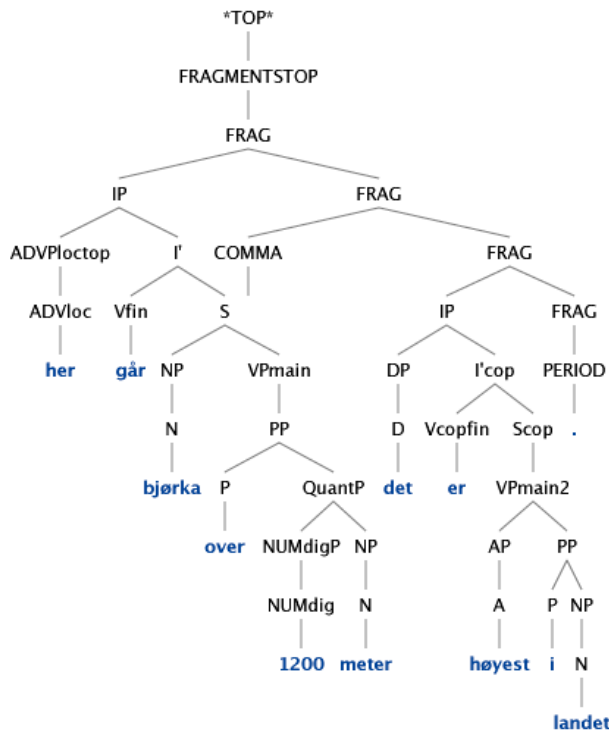 *TOP*
FRAGMENTSTOP
FRAG
IP FRAG
ADVPloctop I' COMMA FRAG
ADVloc Vfin S IP FRAG
her går NP VPmain DP I'cop PERIOD
N PP D Vcopfin Scop .
bjørka P QuantP det er VPmain2
over NUMdigP NP AP PP
NUMdig N A P NP
1200 meter høyest i N
landet